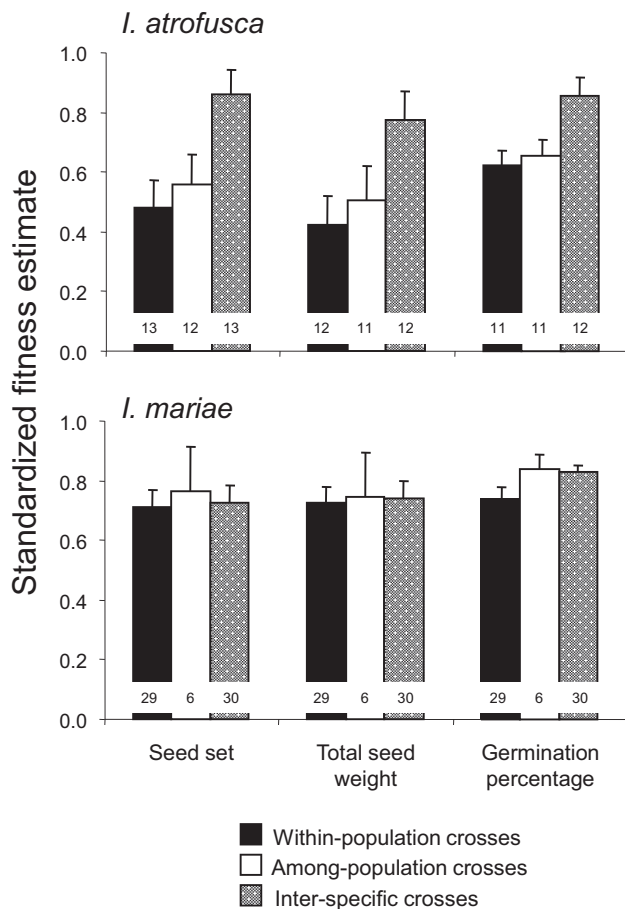 I. atrofusca
Standardized fitness estimate
1.0
0.8
0.6
0.4
0.2
0.0
13 12 13 12 11 12 11 11 12
I. mariae
1.0
0.8
0.6
0.4
0.2
0.0
29 6 30 29 6 30 29 6 30
Seed set
Total seed
weight
Germination
percentage
Within-population crosses
Among-population crosses
Inter-specific crosses